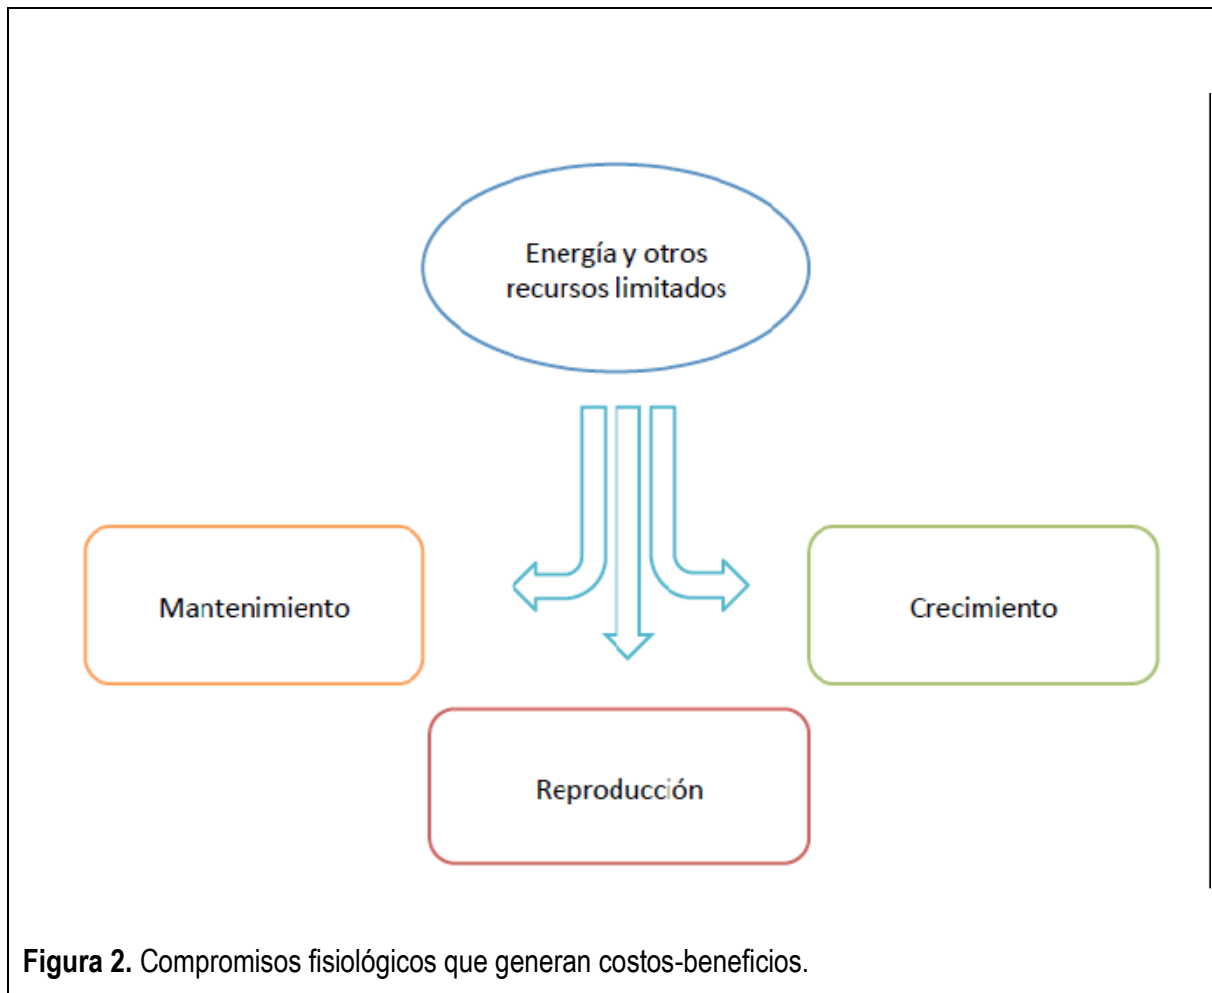 Energía y otros
recursos limitados
Mantenimiento
Crecimiento
Reproducción
Figura 2. Compromisos fisiológicos que generan costos-beneficios.